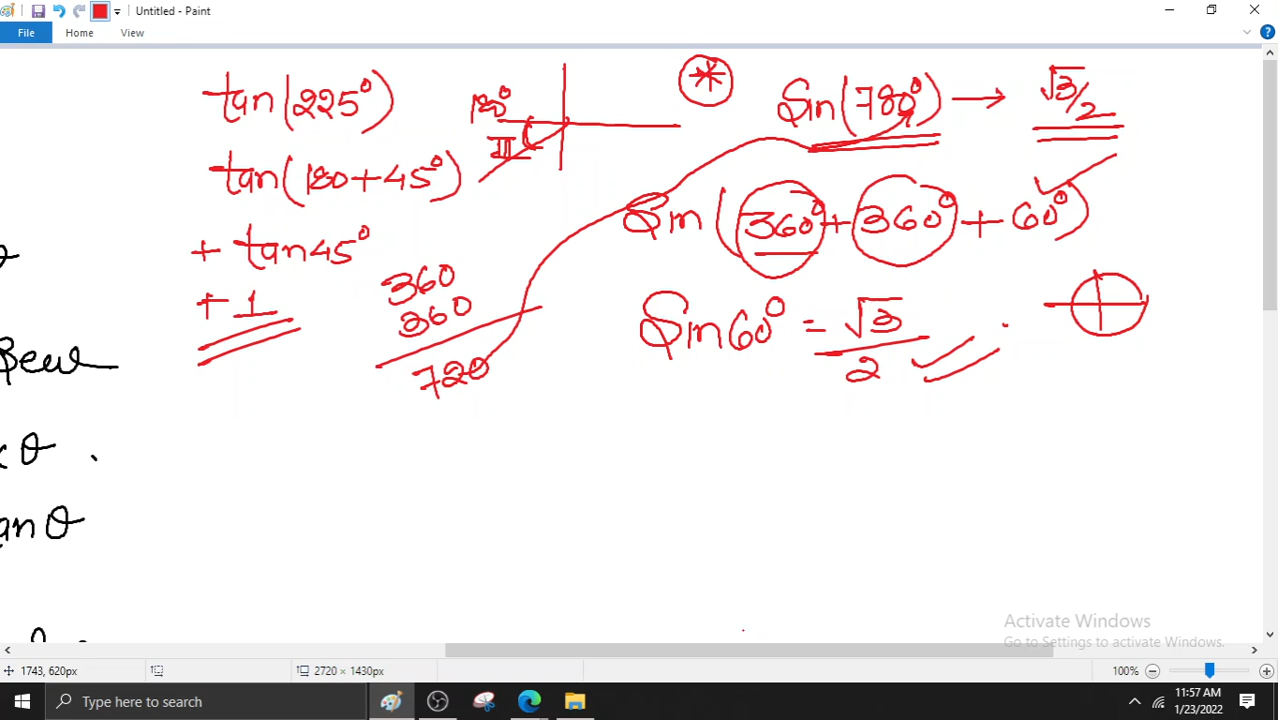 Untitled - Paint
File Home View
tan(225°)
180°
III
tan(180+45°)
+ tan45°
+ 1
360
360
720
*
Sin(780°) → √3/2
Sin(360°+360°+60°)
Sin60° = √3/2
θ
θ
anθ
Activate Windows
Go to Settings to activate Windows.
1743, 620px
2720 × 1430px
100%
Type here to search
11:57 AM
1/23/2022